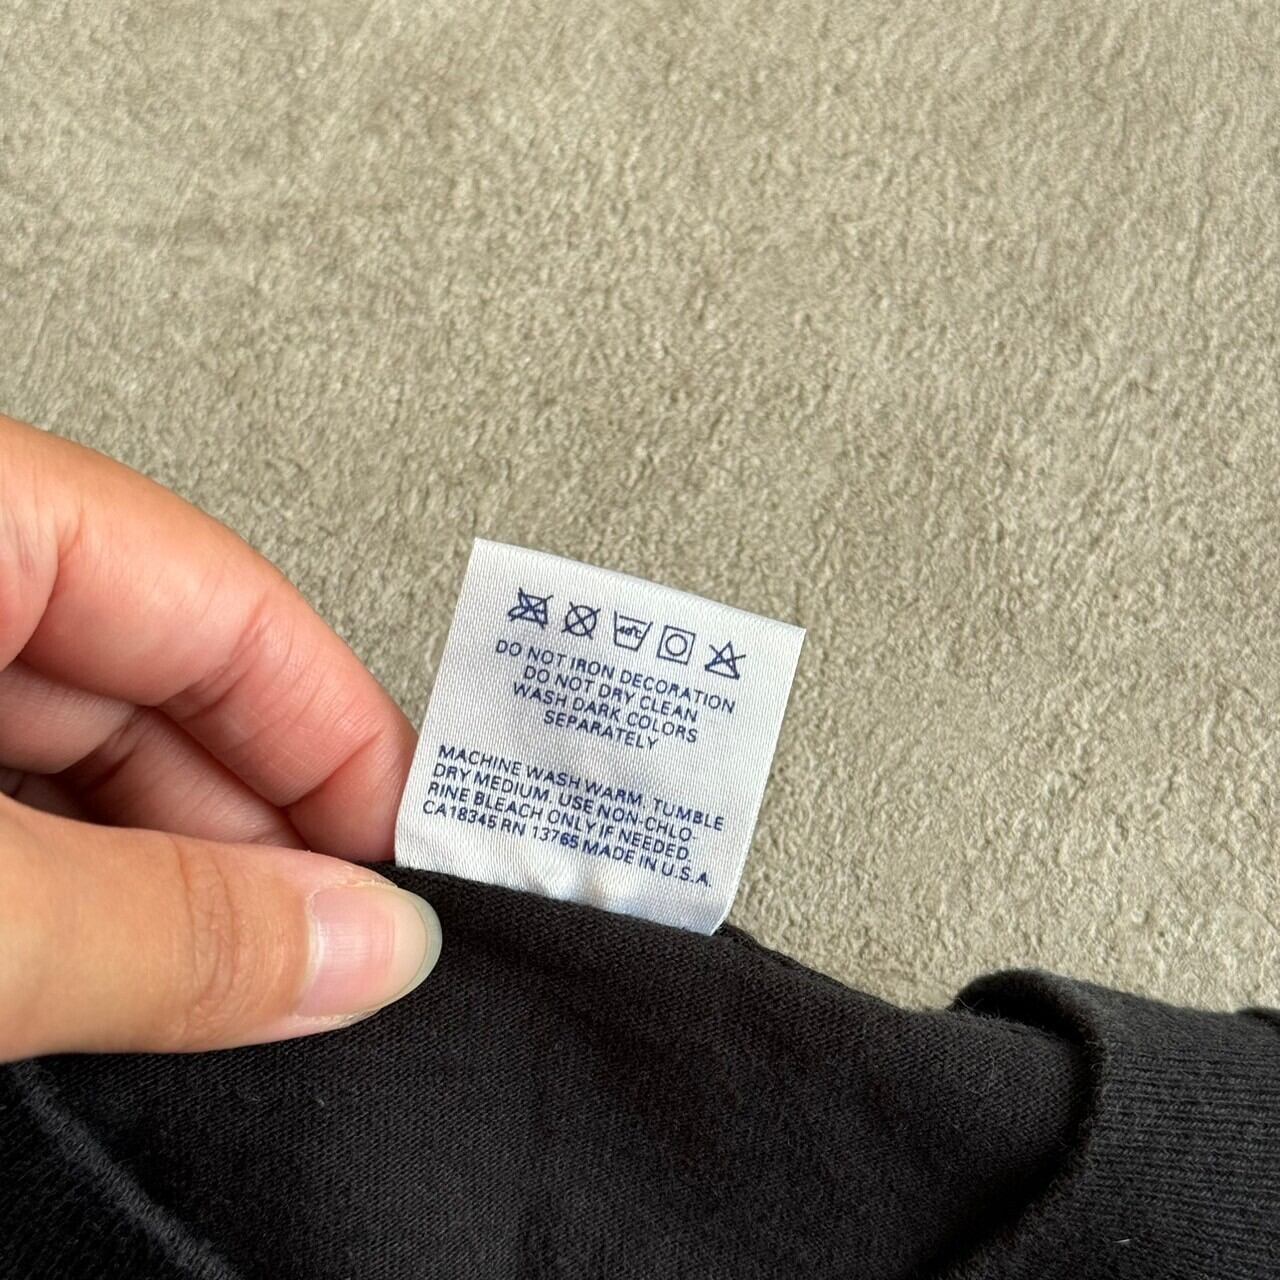 40°C
DO NOT IRON DECORATION
DO NOT DRY CLEAN
WASH DARK COLORS
SEPARATELY
MACHINE WASH WARM. TUMBLE
DRY MEDIUM. USE NON-CHLO-
RINE BLEACH ONLY IF NEEDED.
CA18345 RN 13765 MADE IN U.S.A.